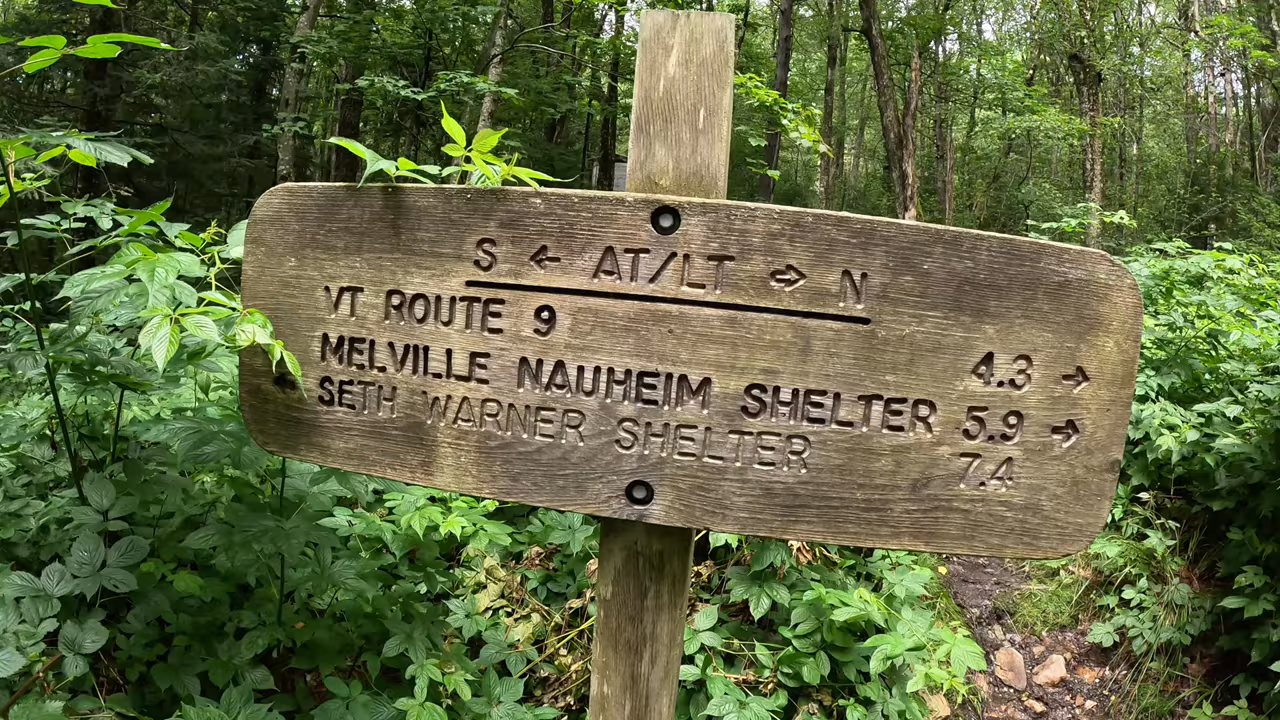 S ← AT/LT → N
VT ROUTE 9 4.3 →
MELVILLE NAUHEIM SHELTER 5.9 →
← SETH WARNER SHELTER 7.4